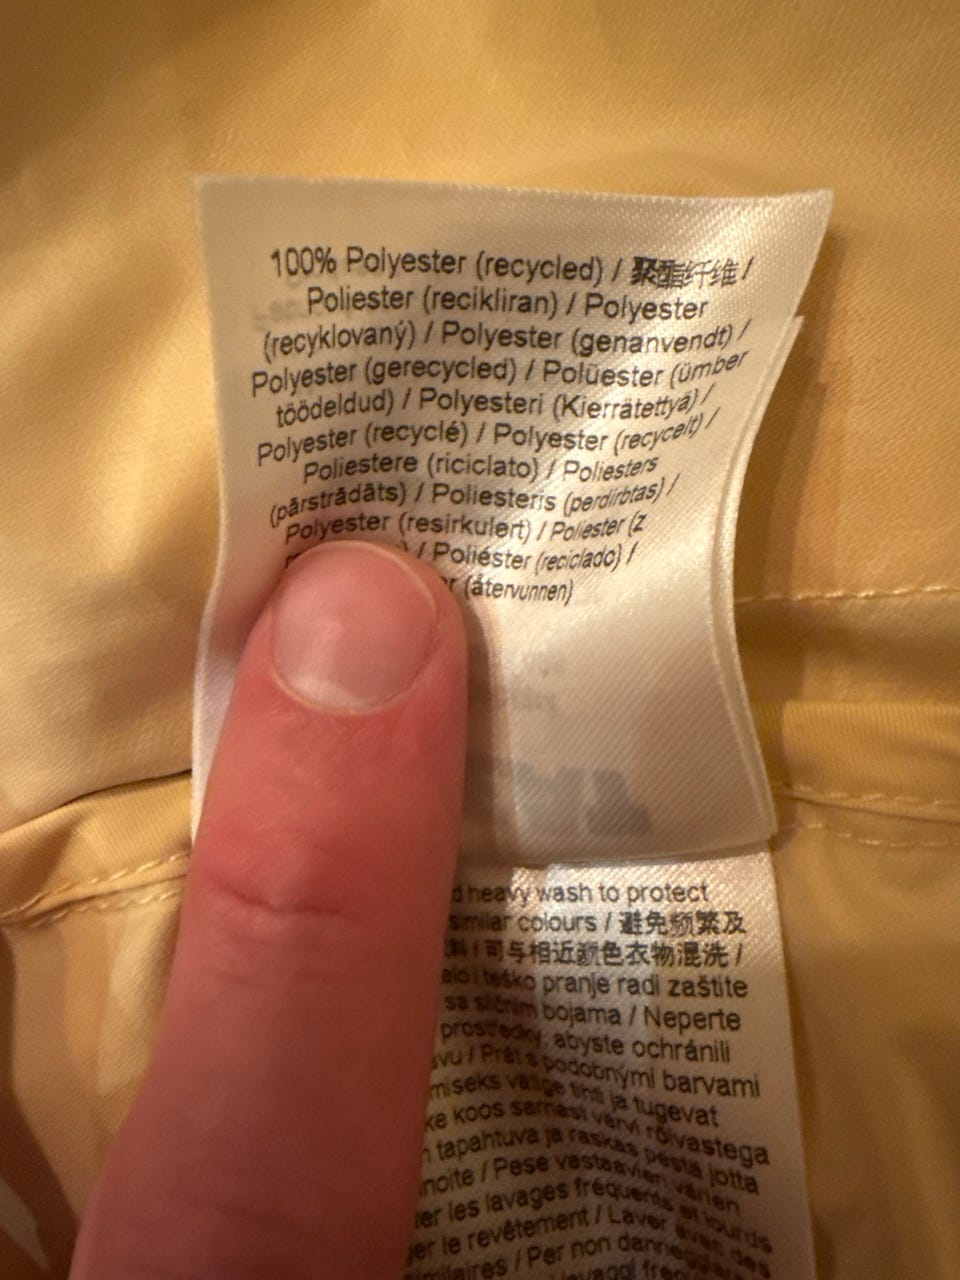 100% Polyester (recycled) / 聚酯纤维 /
Poliester (recikliran) / Polyester
(recyklovaný) / Polyester (genanvendt) /
Polyester (gerecycled) / Polüester (ümber
töödeldud) / Polyesteri (Kierrätettyä) /
Polyester (recyclé) / Polyester (recycelt) /
Poliestere (riciclato) / Poliesters
(pārstrādāts) / Poliesteris (perdirbtas) /
Polyester (resirkulert) / Poliester (z
) / Poliéster (reciclado) /
(återvunnen)
heavy wash to protect
similar colours / 避免频繁及
/ 可与相近颜色衣物混洗 /
teško pranje radi zaštite
sa sličnim bojama / Neperte
prostředky, abyste ochránili
/ Prát s podobnými barvami
vältige tihti ja tugevat
koos samast värvi rõivastega
tapahtuva ja raskas pesta jotta
/ Pese vastaavien värien
les lavages fréquents et lourds
le revêtement / Laver avec des
/ Per non danneggiare
lavaggi